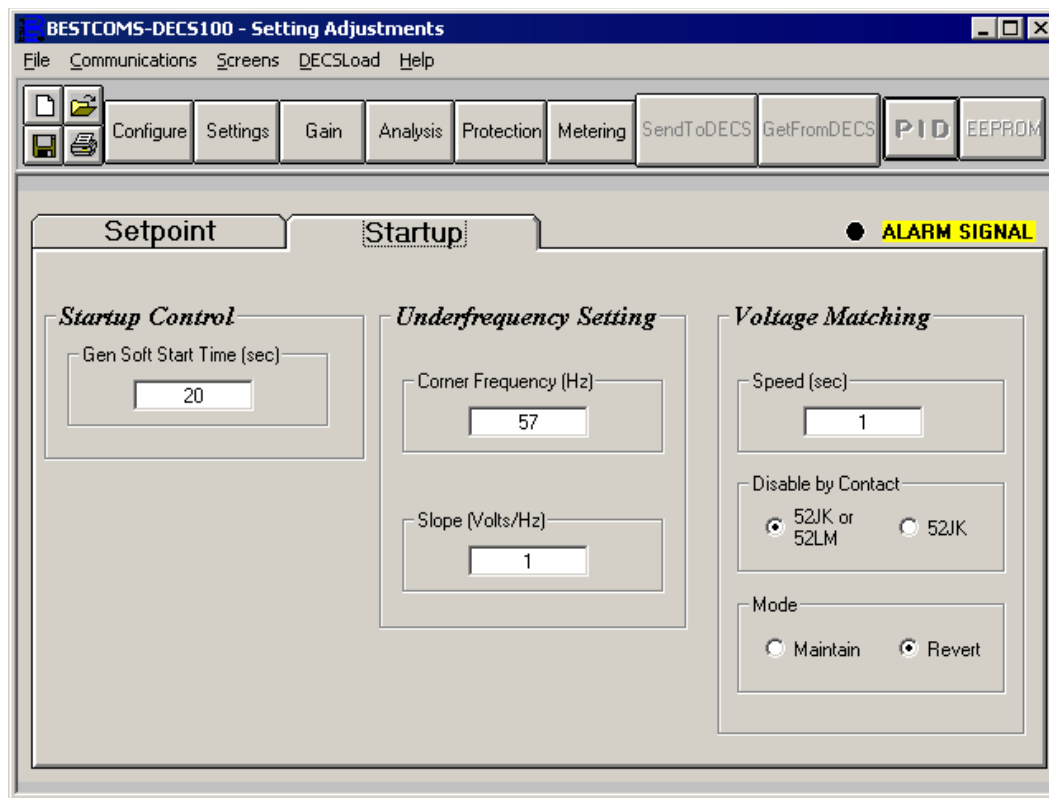 BESTCOMS-DECS100 - Setting Adjustments
File Communications Screens DECSLoad Help
Configure Settings Gain Analysis Protection Metering SendToDECS GetFromDECS PID EEPROM
Setpoint Startup ALARM SIGNAL
Startup Control
Gen Soft Start Time (sec)
20
Underfrequency Setting
Corner Frequency (Hz)
57
Slope (Volts/Hz)
1
Voltage Matching
Speed (sec)
1
Disable by Contact
52JK or
52LM
52JK
Mode
Maintain Revert